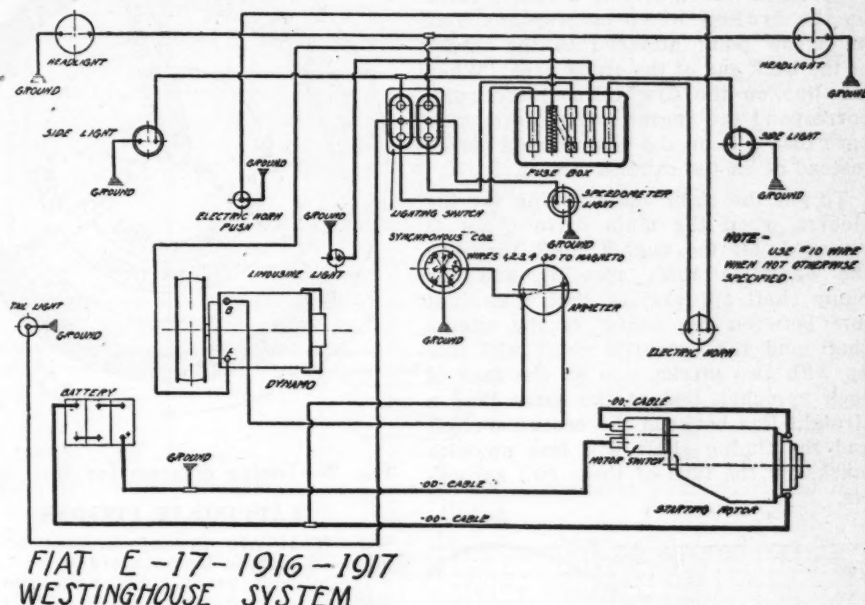 HEADLIGHT
HEADLIGHT
GROUND
GROUND
SIDE LIGHT
SIDE LIGHT
GROUND
GROUND
ELECTRIC HORN
PUSH
GROUND
LIGHTING SWITCH
FUSE BOX
SPEEDOMETER
LIGHT
GROUND
GROUND
LIMOUSINE LIGHT
SYNCHRONOUS COIL
WIRES 1,2,3,4 GO TO MAGNETO
GROUND
AMMETER
NOTE - USE #10 WIRE
WHEN NOT OTHERWISE
SPECIFIED.
TAIL LIGHT
GROUND
B
DYNAMO
ELECTRIC HORN
BATTERY
GROUND
-00- CABLE
-00- CABLE
-00- CABLE
MOTOR SWITCH
STARTING MOTOR
FIAT E-17-1916-1917
WESTINGHOUSE SYSTEM